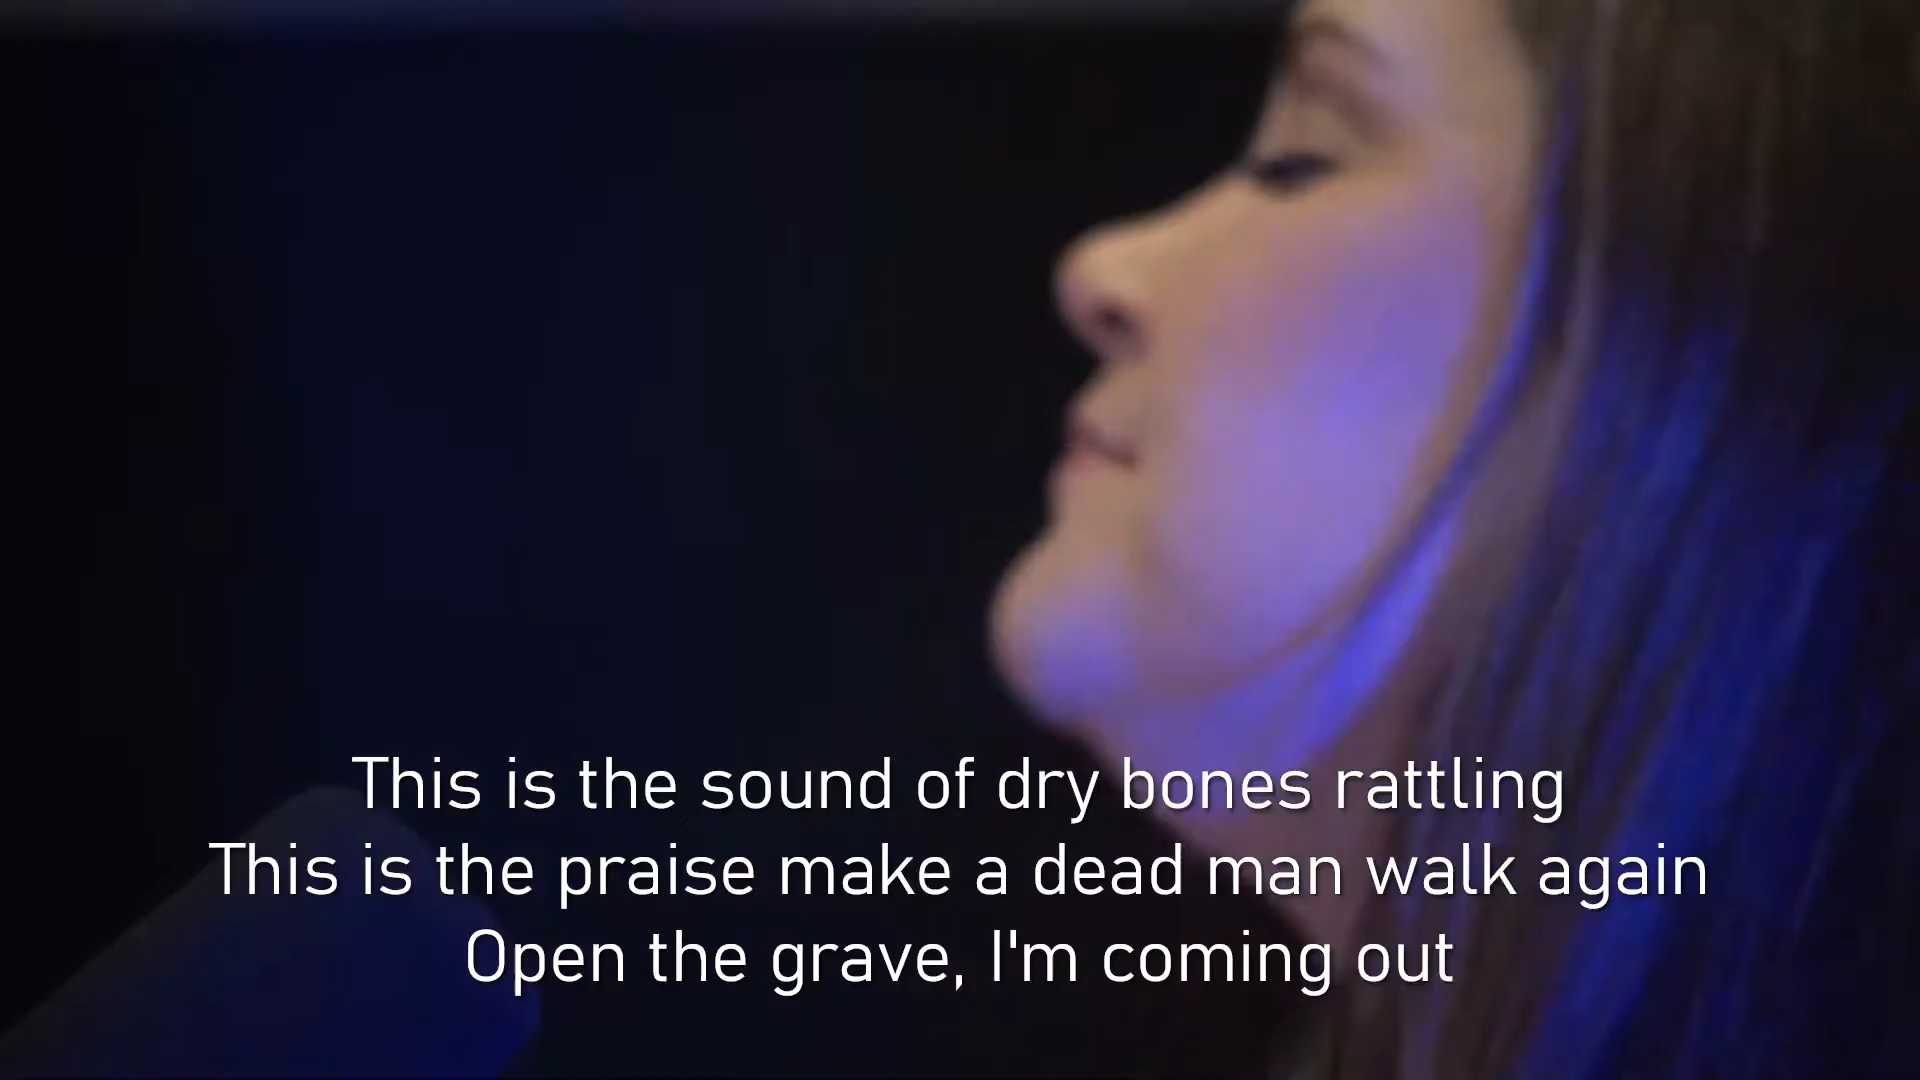 This is the sound of dry bones rattling
This is the praise make a dead man walk again
Open the grave, I'm coming out